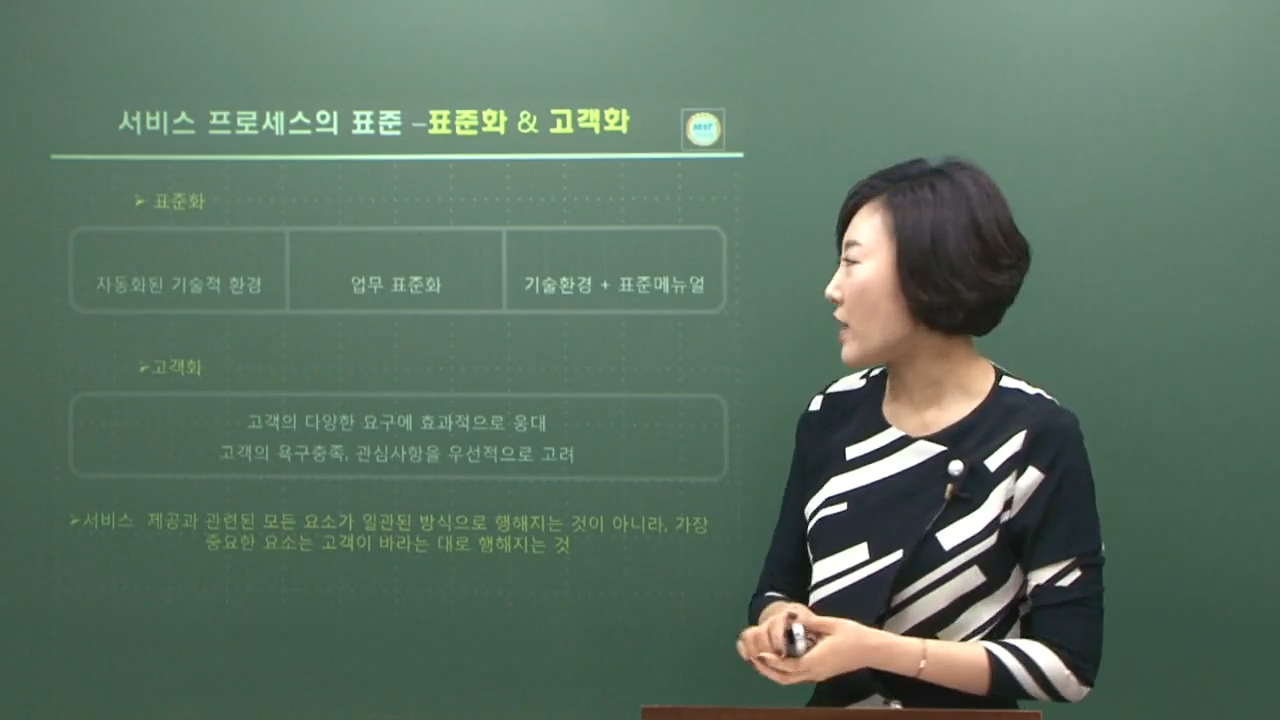 서비스 프로세스의 표준 –표준화 & 고객화
➢ 표준화
자동화된 기술적 환경
업무 표준화
기술환경 + 표준메뉴얼
➢고객화
고객의 다양한 요구에 효과적으로 응대
고객의 욕구충족, 관심사항을 우선적으로 고려
➢서비스 제공과 관련된 모든 요소가 일관된 방식으로 행해지는 것이 아니라, 가장
중요한 요소는 고객이 바라는 대로 행해지는 것